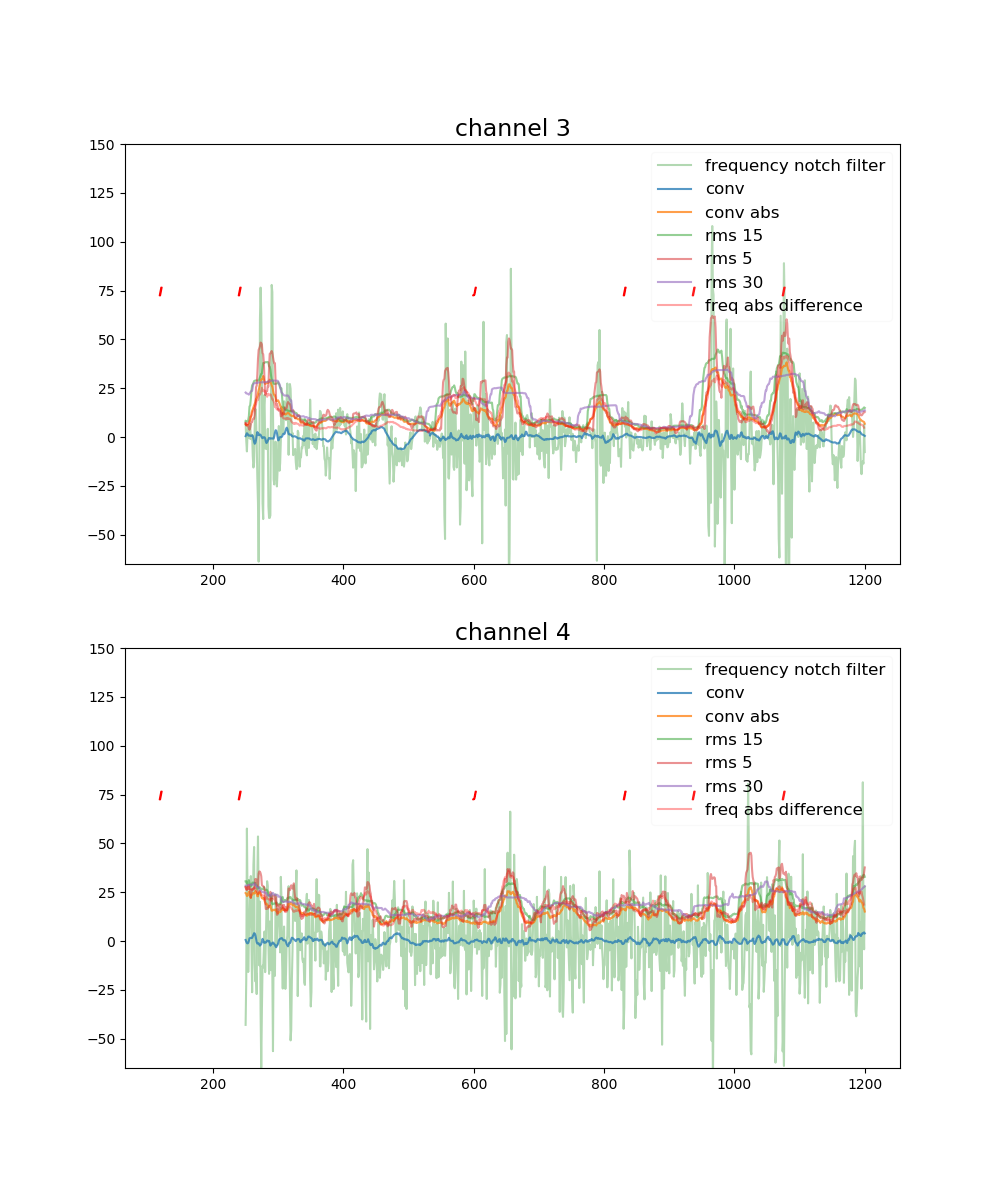 channel 3
150
125
100
75
50
25
0
−25
−50
frequency notch filter
conv
conv abs
rms 15
rms 5
rms 30
freq abs difference
200 400 600 800 1000 1200
channel 4
150
125
100
75
50
25
0
−25
−50
frequency notch filter
conv
conv abs
rms 15
rms 5
rms 30
freq abs difference
200 400 600 800 1000 1200